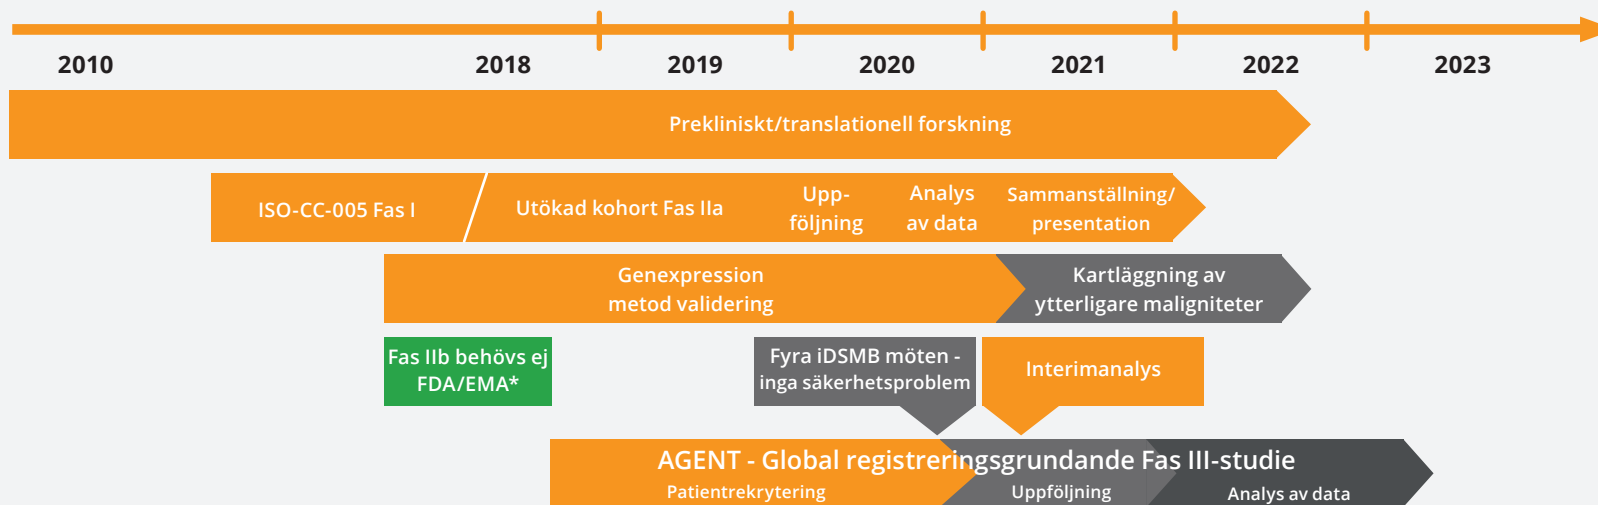 2010 2018 2019 2020 2021 2022 2023
Prekliniskt/translationell forskning
ISO-CC-005 Fas I
Utökad kohort Fas IIa
Upp-
följning
Analys
av data
Sammanställning/
presentation
Genexpression
metod validering
Kartläggning av
ytterligare maligniteter
Fas IIb behövs ej
FDA/EMA*
Fyra iDSMB möten -
inga säkerhetsproblem
Interimanalys
AGENT - Global registreringsgrundande Fas III-studie
Patientrekrytering
Uppföljning
Analys av data